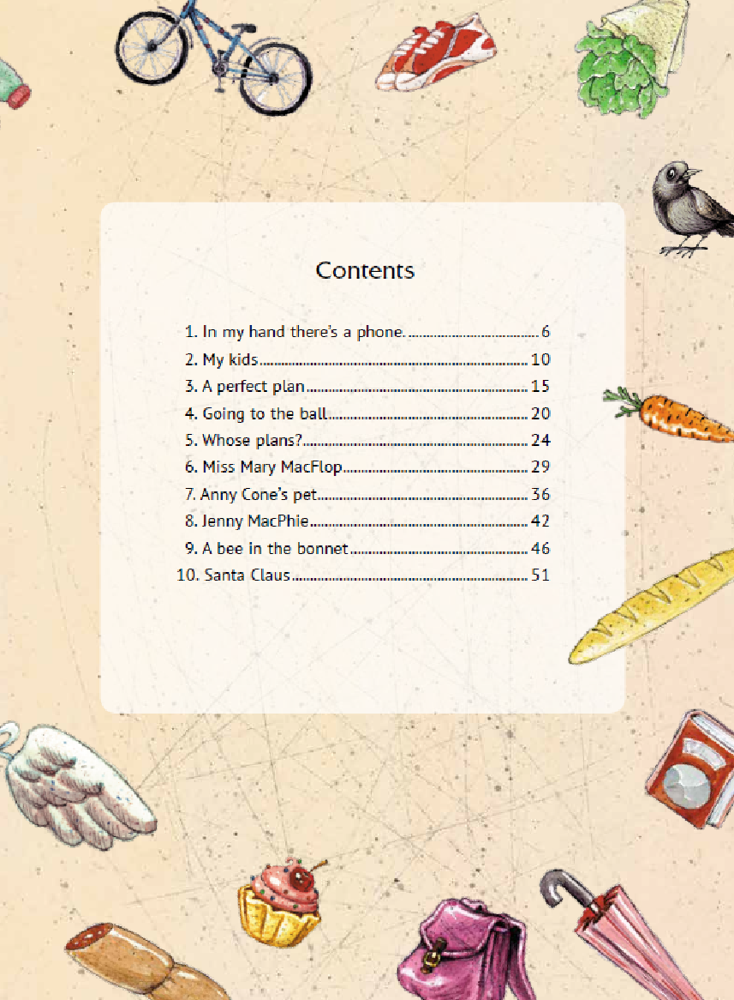 Contents
1. In my hand there's a phone. 6
2. My kids 10
3. A perfect plan 15
4. Going to the ball 20
5. Whose plans? 24
6. Miss Mary MacFlop 29
7. Anny Cone's pet 36
8. Jenny MacPhie 42
9. A bee in the bonnet 46
10. Santa Claus 51